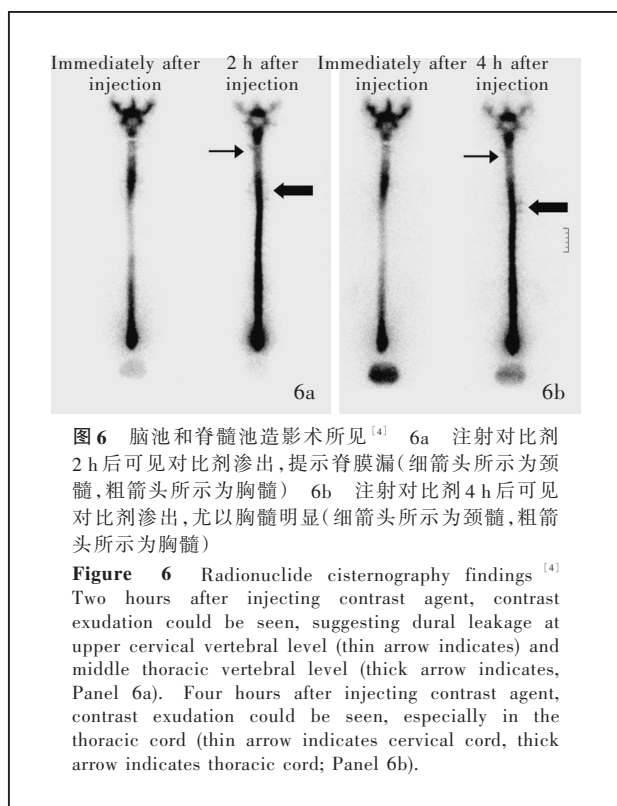 Immediately after injection
2 h after injection
Immediately after injection
4 h after injection
6a
6b
图6 脑池和脊髓池造影术所见[4] 6a 注射对比剂
2 h后可见对比剂渗出,提示脊膜漏(细箭头所示为颈
髓,粗箭头所示为胸髓) 6b 注射对比剂4 h后可见
对比剂渗出,尤以胸髓明显(细箭头所示为颈髓,粗箭
头所示为胸髓)
Figure 6 Radionuclide cisternography findings [4]
Two hours after injecting contrast agent, contrast
exudation could be seen, suggesting dural leakage at
upper cervical vertebral level (thin arrow indicates) and
middle thoracic vertebral level (thick arrow indicates,
Panel 6a). Four hours after injecting contrast agent,
contrast exudation could be seen, especially in the
thoracic cord (thin arrow indicates cervical cord, thick
arrow indicates thoracic cord; Panel 6b).